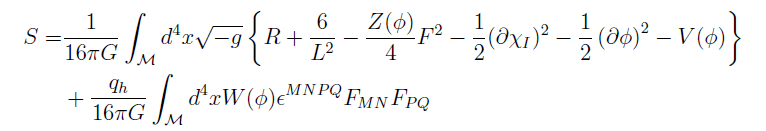 S = \frac{1}{16\pi G} \int_{\mathcal{M}} d^4x \sqrt{-g} \left\{ R + \frac{6}{L^2} - \frac{Z(\phi)}{4} F^2 - \frac{1}{2} (\partial \chi_I)^2 - \frac{1}{2} (\partial \phi)^2 - V(\phi) \right\}
+ \frac{q_h}{16\pi G} \int_{\mathcal{M}} d^4x W(\phi) \epsilon^{MNPQ} F_{MN} F_{PQ}